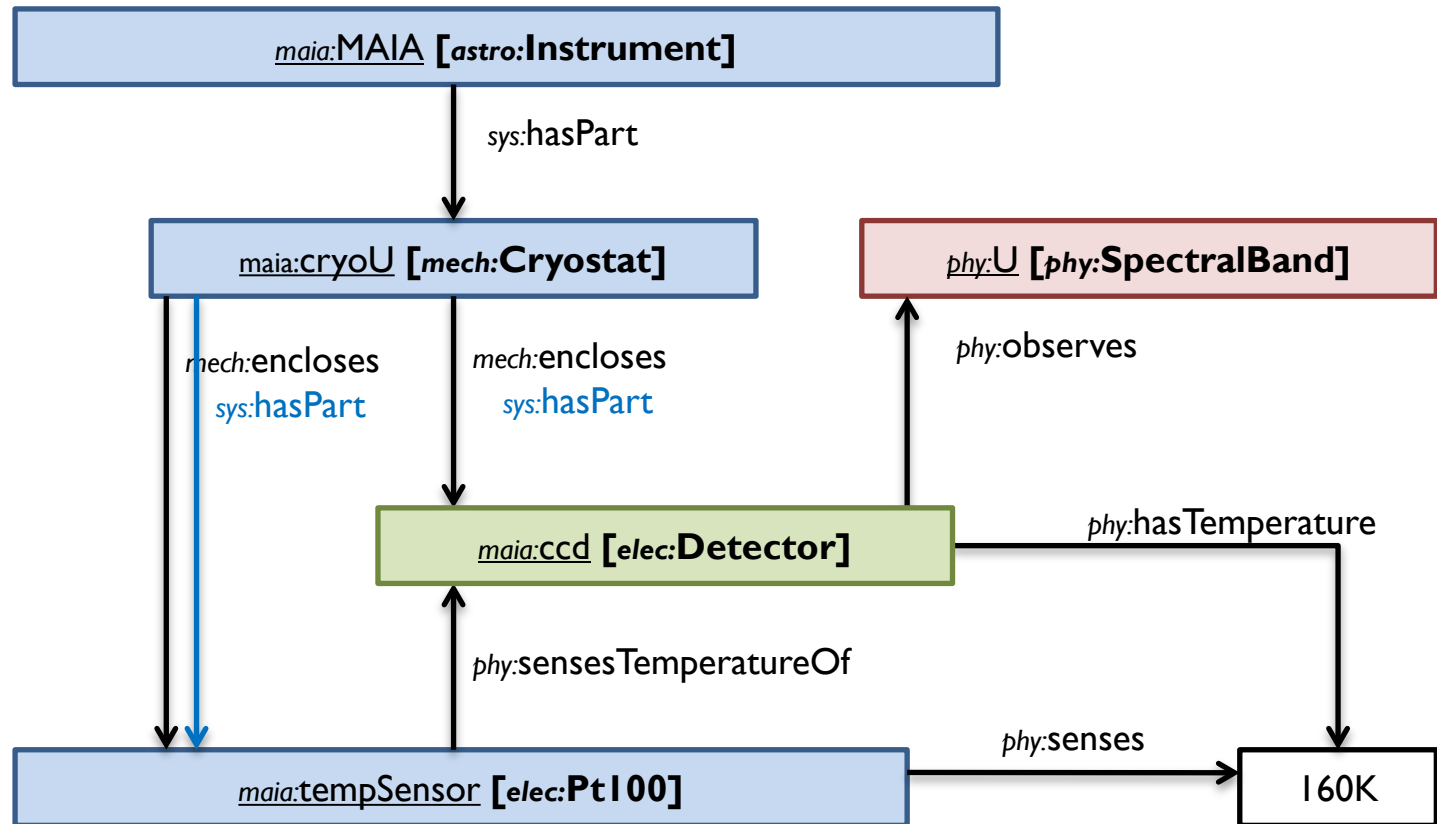 maia:MAIA [astro:Instrument]
sys:hasPart
maia:cryoU [mech:Cryostat]
phy:U [phy:SpectralBand]
mech:encloses
sys:hasPart
mech:encloses
sys:hasPart
phy:observes
maia:ccd [elec:Detector]
phy:hasTemperature
phy:sensesTemperatureOf
phy:senses
maia:tempSensor [elec:Pt100]
160K